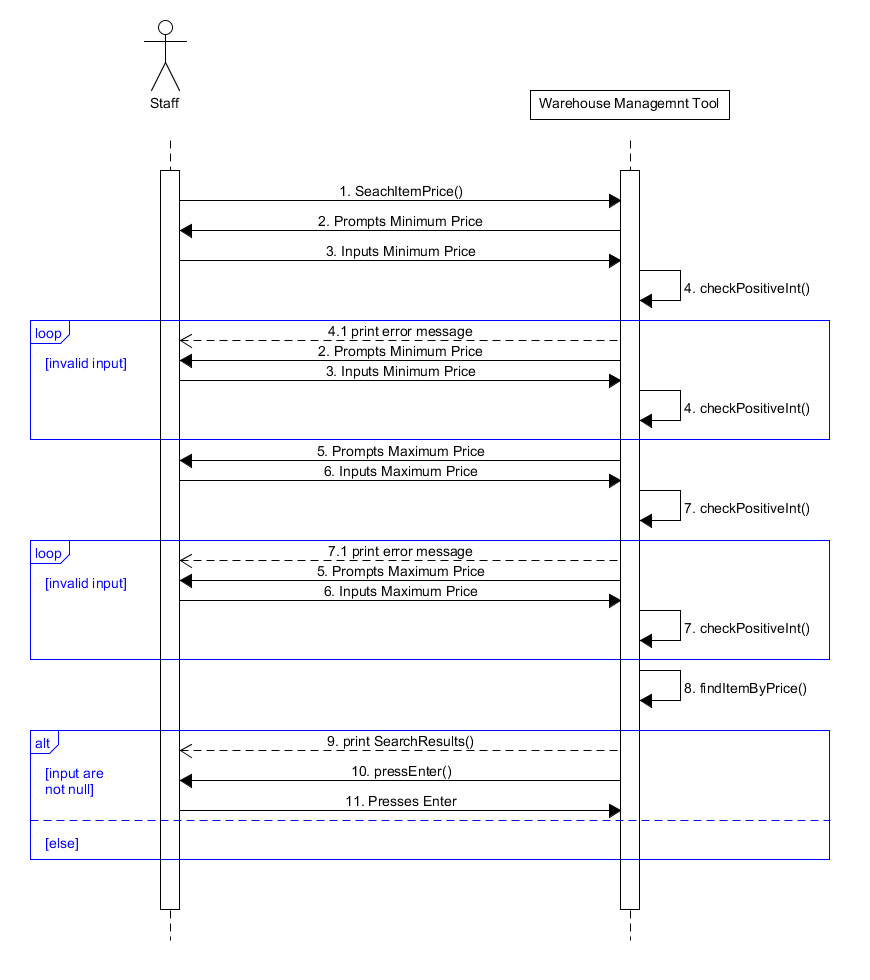 Staff
Warehouse Managemnt Tool
1. SeachItemPrice()
2. Prompts Minimum Price
3. Inputs Minimum Price
4. checkPositiveInt()
loop
4.1 print error message
[invalid input]
2. Prompts Minimum Price
3. Inputs Minimum Price
4. checkPositiveInt()
5. Prompts Maximum Price
6. Inputs Maximum Price
7. checkPositiveInt()
loop
7.1 print error message
[invalid input]
5. Prompts Maximum Price
6. Inputs Maximum Price
7. checkPositiveInt()
8. findItemByPrice()
alt
9. print SearchResults()
[input are
not null]
10. pressEnter()
11. Presses Enter
[else]